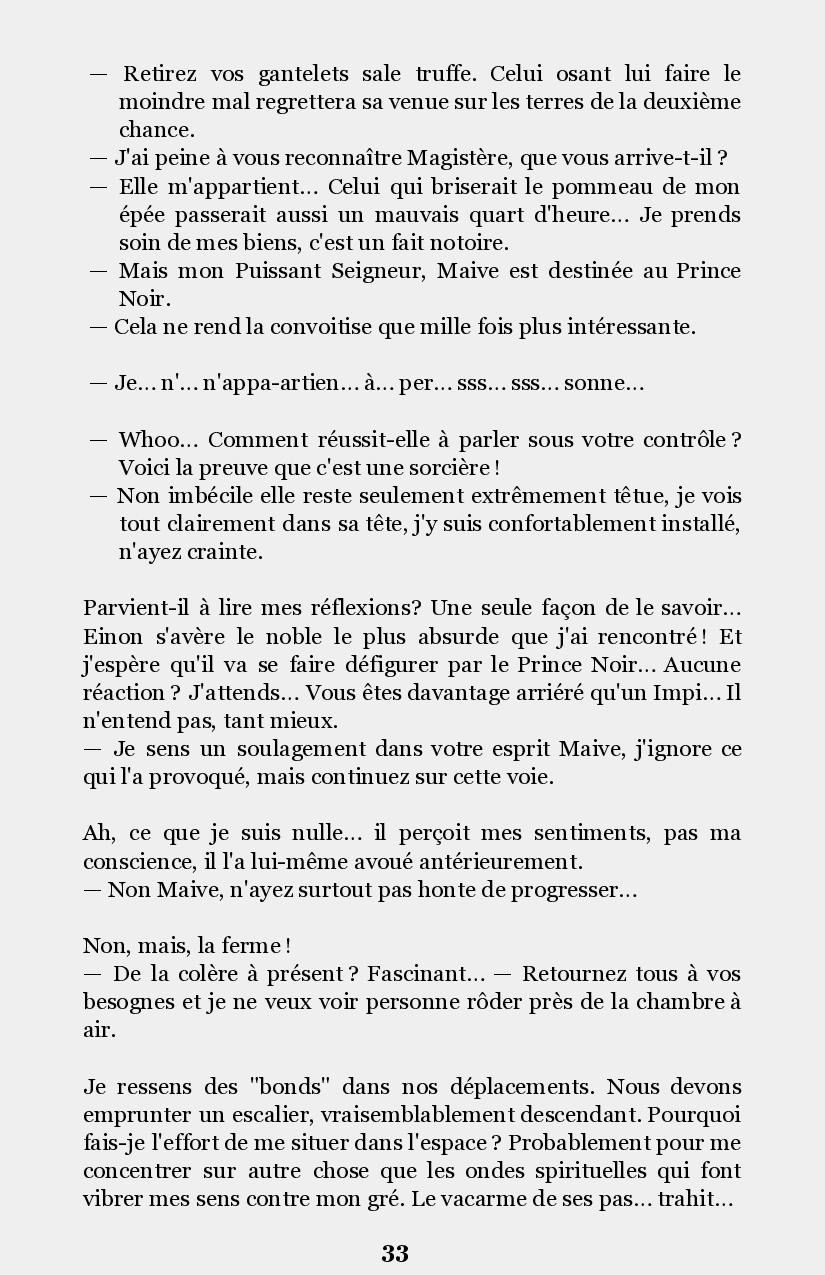 — Retirez vos gantelets sale truffe. Celui osant lui faire le
moindre mal regrettera sa venue sur les terres de la deuxième
chance.
— J'ai peine à vous reconnaître Magistère, que vous arrive-t-il ?
— Elle m'appartient... Celui qui briserait le pommeau de mon
épée passerait aussi un mauvais quart d'heure... Je prends
soin de mes biens, c'est un fait notoire.
— Mais mon Puissant Seigneur, Maive est destinée au Prince
Noir.
— Cela ne rend la convoitise que mille fois plus intéressante.
— Je... n'... n'appa-artien... à... per... sss... sss... sonne...
— Whoo... Comment réussit-elle à parler sous votre contrôle ?
Voici la preuve que c'est une sorcière !
— Non imbécile elle reste seulement extrêmement têtue, je vois
tout clairement dans sa tête, j'y suis confortablement installé,
n'ayez crainte.
Parvient-il à lire mes réflexions? Une seule façon de le savoir...
Einon s'avère le noble le plus absurde que j'ai rencontré ! Et
j'espère qu'il va se faire défigurer par le Prince Noir... Aucune
réaction ? J'attends... Vous êtes davantage arriéré qu'un Impi... Il
n'entend pas, tant mieux.
— Je sens un soulagement dans votre esprit Maive, j'ignore ce
qui l'a provoqué, mais continuez sur cette voie.
Ah, ce que je suis nulle... il perçoit mes sentiments, pas ma
conscience, il l'a lui-même avoué antérieurement.
— Non Maive, n'ayez surtout pas honte de progresser...
Non, mais, la ferme !
— De la colère à présent ? Fascinant... — Retournez tous à vos
besognes et je ne veux voir personne rôder près de la chambre à
air.
Je ressens des "bonds" dans nos déplacements. Nous devons
emprunter un escalier, vraisemblablement descendant. Pourquoi
fais-je l'effort de me situer dans l'espace ? Probablement pour me
concentrer sur autre chose que les ondes spirituelles qui font
vibrer mes sens contre mon gré. Le vacarme de ses pas... trahit...
33